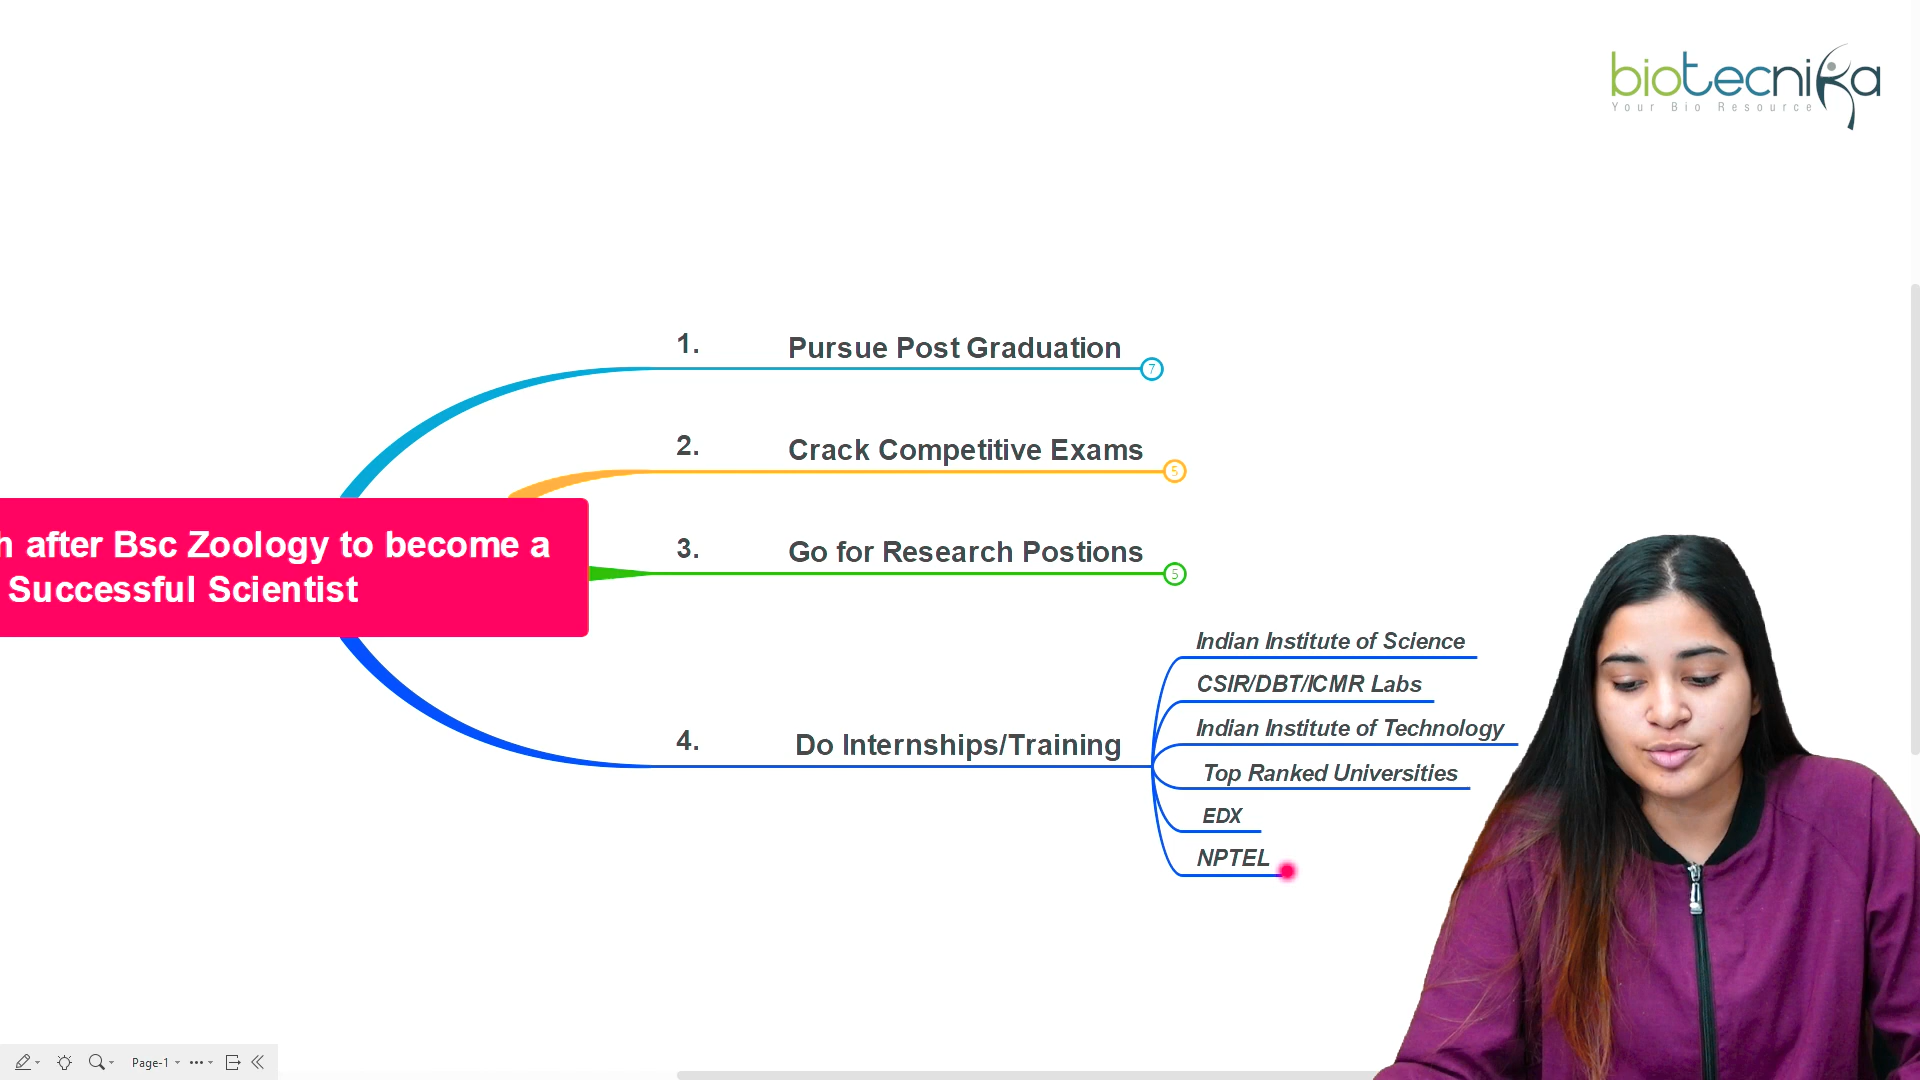 biotecnika
Your Bio Resource
1. Pursue Post Graduation
7
2. Crack Competitive Exams
5
h after Bsc Zoology to become a
Successful Scientist
3. Go for Research Postions
5
4. Do Internships/Training
Indian Institute of Science
CSIR/DBT/ICMR Labs
Indian Institute of Technology
Top Ranked Universities
EDX
NPTEL
Page-1